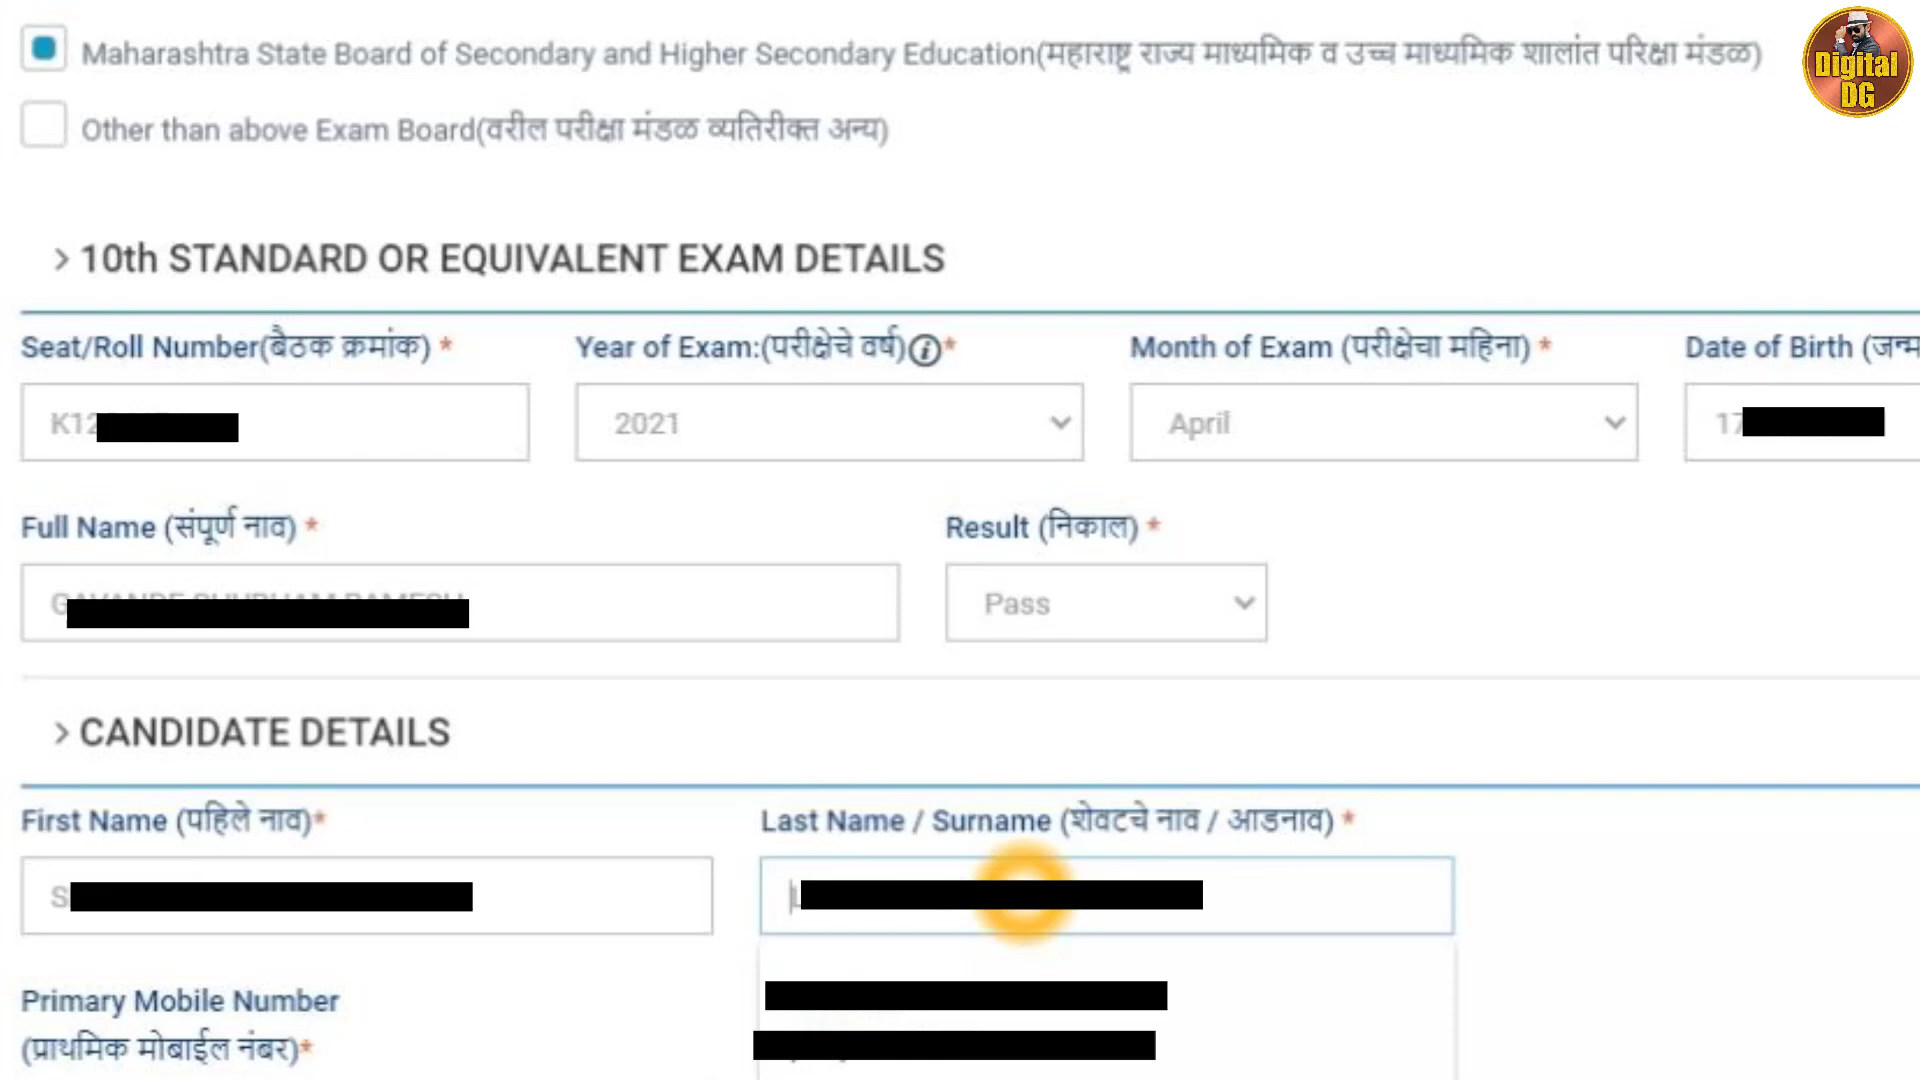 Maharashtra State Board of Secondary and Higher Secondary Education(महाराष्ट्र राज्य माध्यमिक व उच्च माध्यमिक शालांत परिक्षा मंडळ)
Digital
DG
Other than above Exam Board(वरील परीक्षा मंडळ व्यतिरीक्त अन्य)
> 10th STANDARD OR EQUIVALENT EXAM DETAILS
Seat/Roll Number(बैठक क्रमांक) * Year of Exam:(परीक्षेचे वर्ष) i * Month of Exam (परीक्षेचा महिना) * Date of Birth (जन्म
K12 2021 April 17
Full Name (संपूर्ण नाव) * Result (निकाल) *
Pass
> CANDIDATE DETAILS
First Name (पहिले नाव)* Last Name / Surname (शेवटचे नाव / आडनाव) *
S
Primary Mobile Number
(प्राथमिक मोबाईल नंबर)*